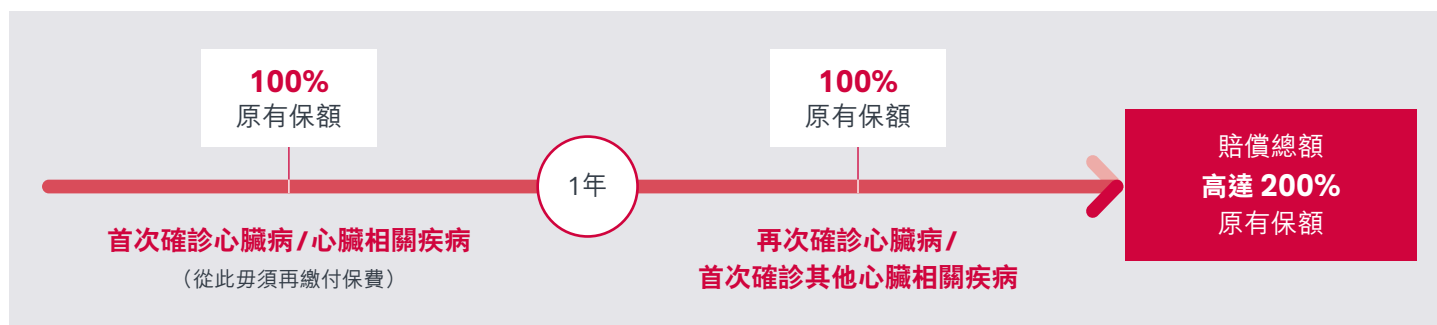 100%
原有保額
首次確診心臟病/心臟相關疾病
（從此毋須再繳付保費）
1年
100%
原有保額
再次確診心臟病/
首次確診其他心臟相關疾病
賠償總額
高達 200%
原有保額